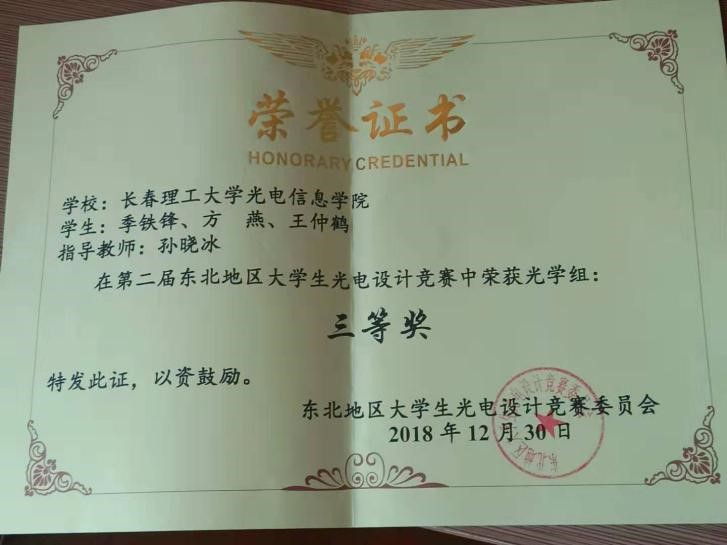 荣誉证书
HONORARY CREDENTIAL
学校：长春理工大学光电信息学院
学生：季铁锋、方　燕、王仲鹤
指导教师：孙晓冰
在第二届东北地区大学生光电设计竞赛中荣获光学组：
三等奖
特发此证，以资鼓励。
东北地区大学生光电设计竞赛委员会
2018 年 12 月 30 日